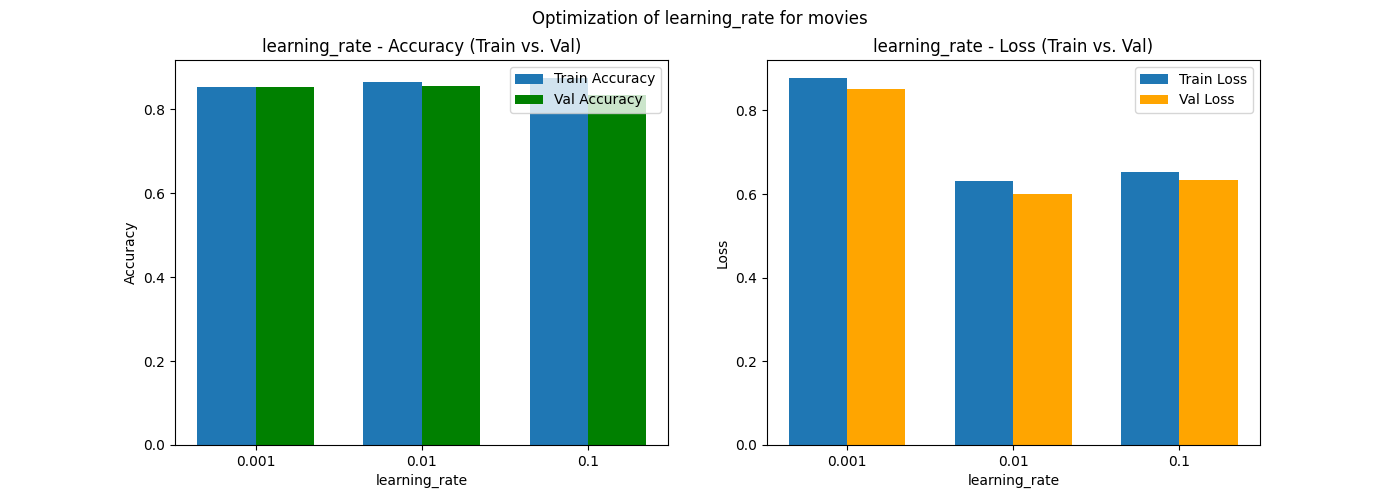 Optimization of learning_rate for movies
learning_rate - Accuracy (Train vs. Val)
Train Accuracy
Val Accuracy
0.8
0.6
0.4
0.2
0.0
Accuracy
0.001 0.01 0.1
learning_rate
learning_rate - Loss (Train vs. Val)
Train Loss
Val Loss
0.8
0.6
0.4
0.2
0.0
Loss
0.001 0.01 0.1
learning_rate